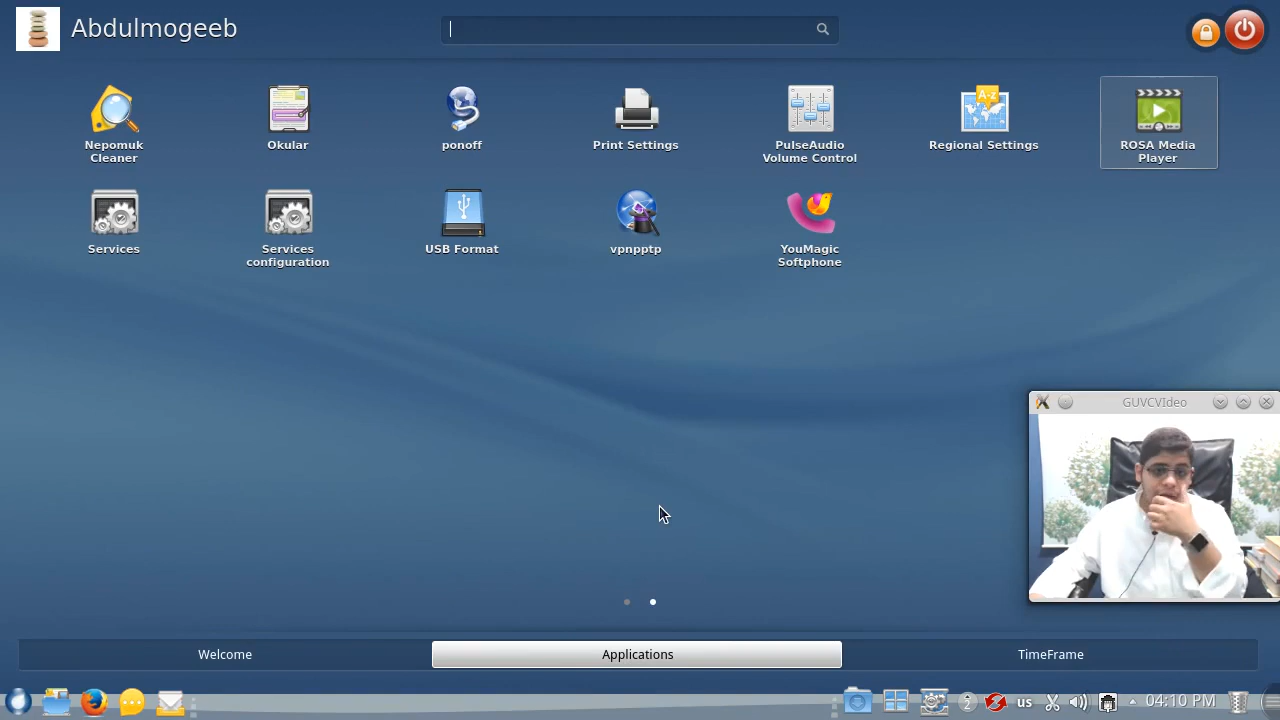 Abdulmogeeb
Nepomuk
Cleaner
Okular
ponoff
Print Settings
PulseAudio
Volume Control
A-z
Regional Settings
ROSA Media
Player
Services
Services
configuration
USB Format
vpnpptp
YouMagic
Softphone
GUVCVIdeo
Welcome
Applications
TimeFrame
2
us
04:10 PM